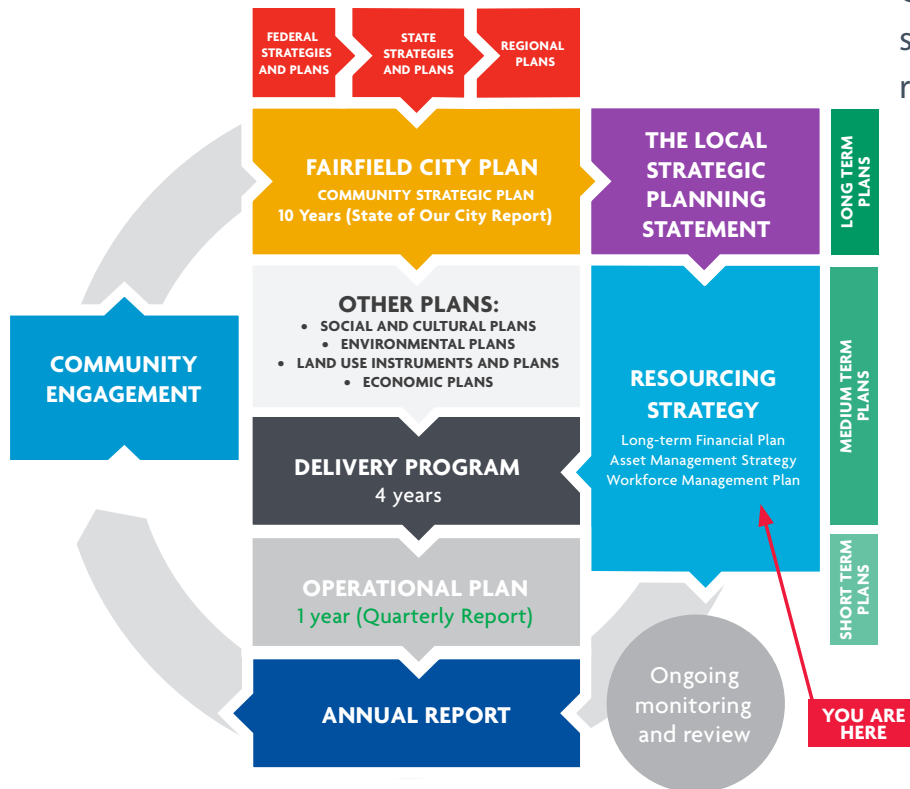 FEDERAL
STRATEGIES
AND PLANS
STATE
STRATEGIES
AND PLANS
REGIONAL
PLANS
FAIRFIELD CITY PLAN
COMMUNITY STRATEGIC PLAN
10 Years (State of Our City Report)
THE LOCAL
STRATEGIC
PLANNING
STATEMENT
LONG TERM
PLANS
OTHER PLANS:
• SOCIAL AND CULTURAL PLANS
• ENVIRONMENTAL PLANS
• LAND USE INSTRUMENTS AND PLANS
• ECONOMIC PLANS
COMMUNITY
ENGAGEMENT
RESOURCING
STRATEGY
Long-term Financial Plan
Asset Management Strategy
Workforce Management Plan
MEDIUM TERM
PLANS
DELIVERY PROGRAM
4 years
OPERATIONAL PLAN
1 year (Quarterly Report)
SHORT TERM
PLANS
ANNUAL REPORT
Ongoing
monitoring
and review
YOU ARE
HERE